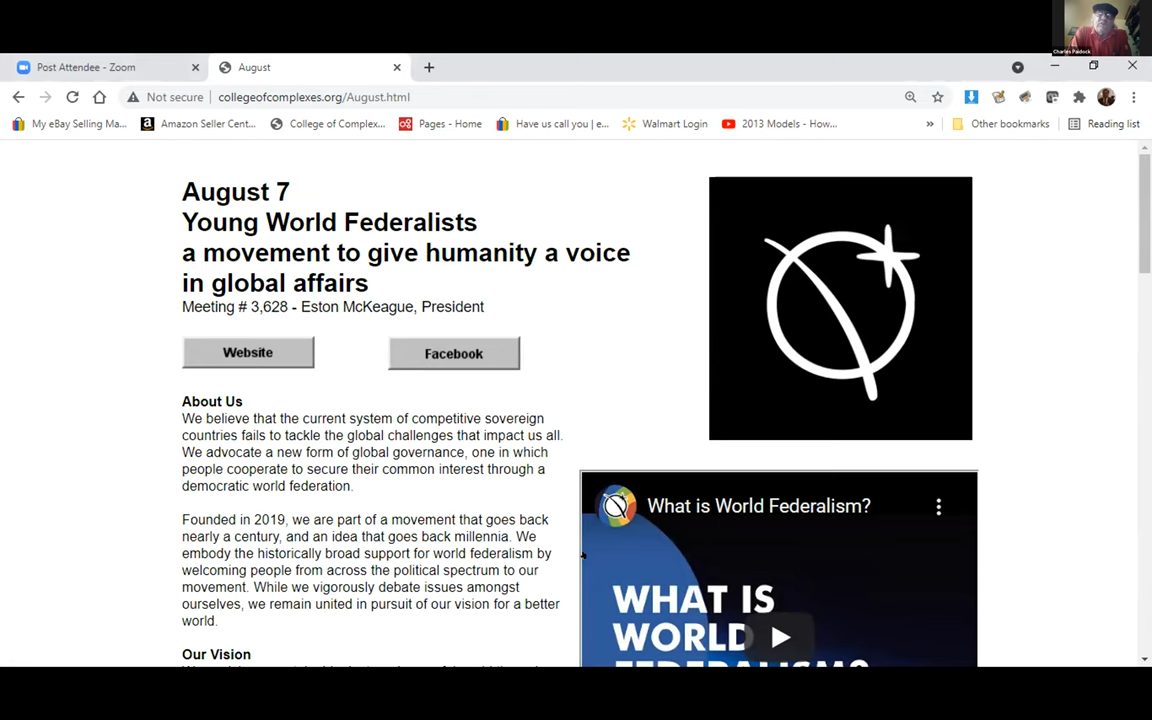 Charles Paidock
Post Attendee - Zoom
August
Not secure
collegeofcomplexes.org/August.html
My eBay Selling Ma...
Amazon Seller Cent...
College of Complex...
Pages - Home
Have us call you | e...
Walmart Login
2013 Models - How...
»
Other bookmarks
Reading list
August 7
Young World Federalists
a movement to give humanity a voice
in global affairs
Meeting # 3,628 - Eston McKeague, President
Website
Facebook
About Us
We believe that the current system of competitive sovereign
countries fails to tackle the global challenges that impact us all.
We advocate a new form of global governance, one in which
people cooperate to secure their common interest through a
democratic world federation.
Founded in 2019, we are part of a movement that goes back
nearly a century, and an idea that goes back millennia. We
embody the historically broad support for world federalism by
welcoming people from across the political spectrum to our
movement. While we vigorously debate issues amongst
ourselves, we remain united in pursuit of our vision for a better
world.
Our Vision
What is World Federalism?
WHAT IS
WORLD
FEDERALISM?